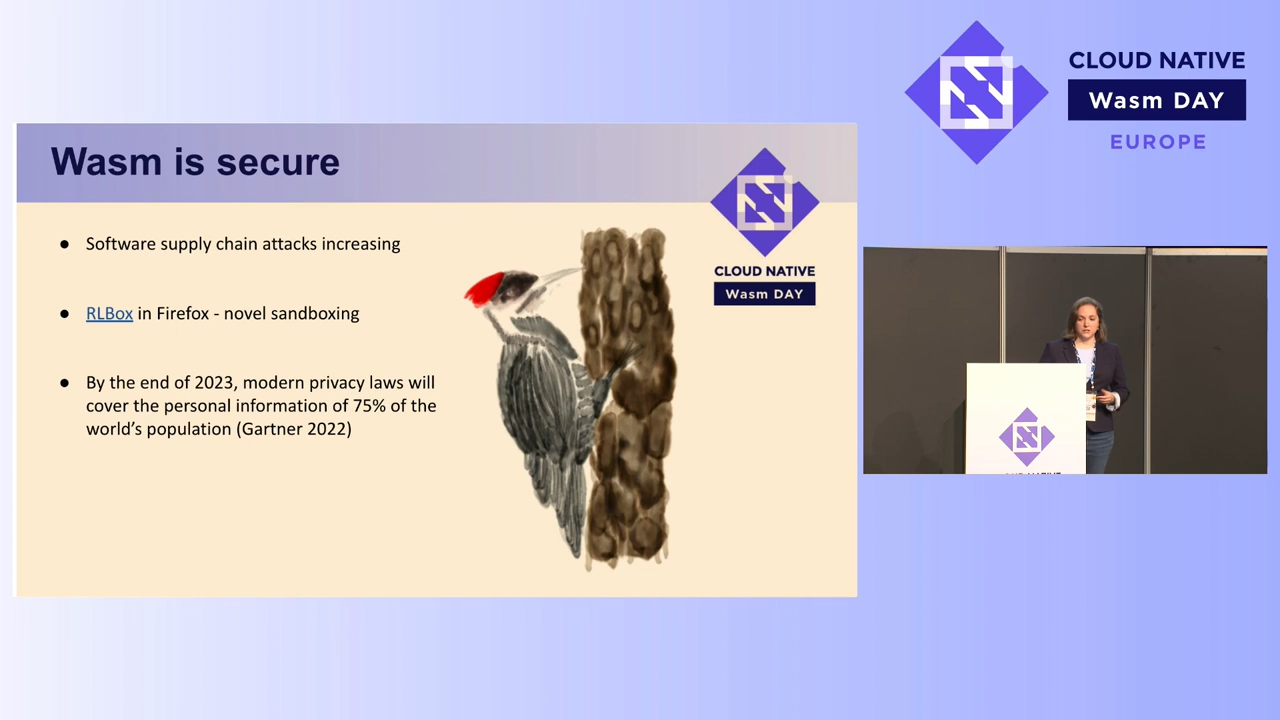 CLOUD NATIVE
Wasm DAY
EUROPE
Wasm is secure
CLOUD NATIVE
Wasm DAY
● Software supply chain attacks increasing
● RLBox in Firefox - novel sandboxing
● By the end of 2023, modern privacy laws will
cover the personal information of 75% of the
world's population (Gartner 2022)